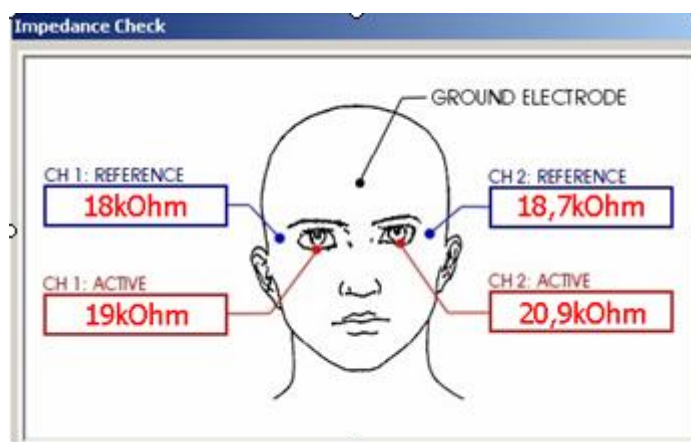 Impedance Check
GROUND ELECTRODE
CH 1: REFERENCE
18kOhm
CH 2: REFERENCE
18,7kOhm
CH 1: ACTIVE
19kOhm
CH 2: ACTIVE
20,9kOhm